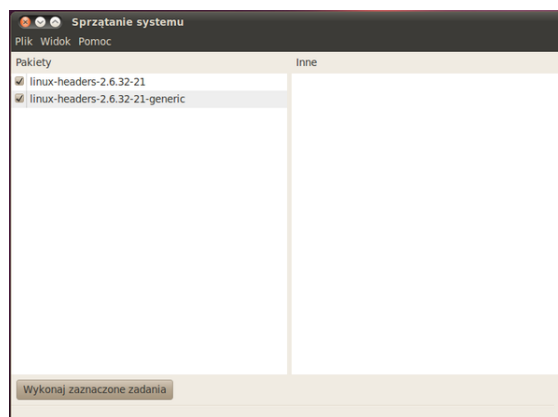 Sprzątanie systemu
Plik Widok Pomoc
Pakiety
Inne
linux-headers-2.6.32-21
linux-headers-2.6.32-21-generic
Wykonaj zaznaczone zadania